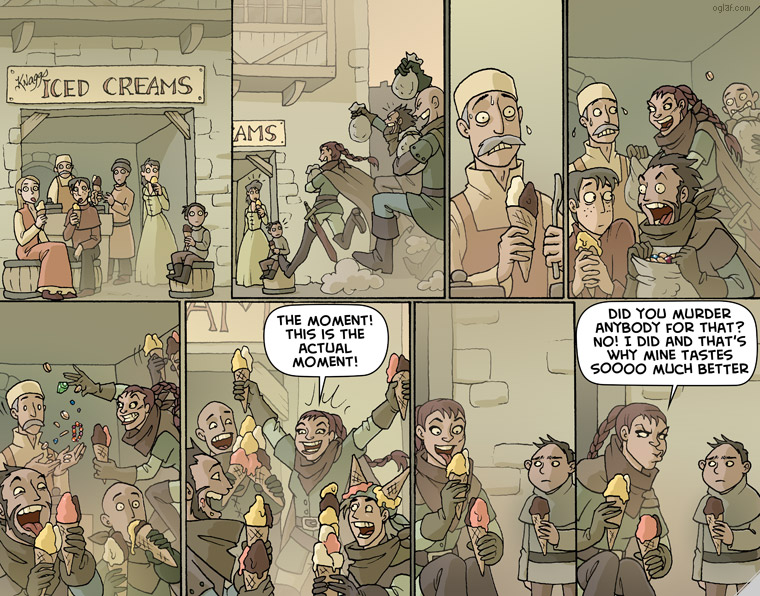 oglaf.com
Knaggs
ICED CREAMS
AMS
THE MOMENT!
THIS IS THE
ACTUAL
MOMENT!
DID YOU MURDER
ANYBODY FOR THAT?
NO! I DID AND THAT'S
WHY MINE TASTES
SOOOO MUCH BETTER